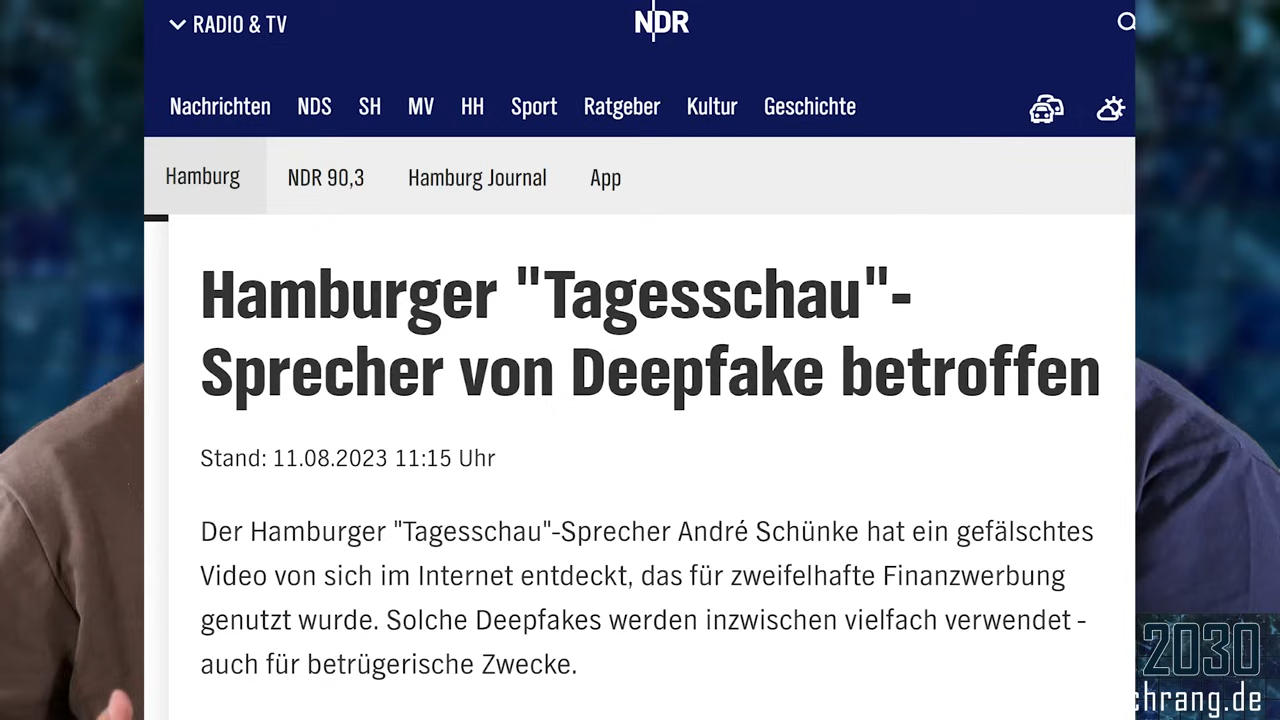 RADIO & TV
NDR
Nachrichten NDS SH MV HH Sport Ratgeber Kultur Geschichte
Hamburg NDR 90,3 Hamburg Journal App
Hamburger "Tagesschau"-
Sprecher von Deepfake betroffen
Stand: 11.08.2023 11:15 Uhr
Der Hamburger "Tagesschau"-Sprecher André Schünke hat ein gefälschtes
Video von sich im Internet entdeckt, das für zweifelhafte Finanzwerbung
genutzt wurde. Solche Deepfakes werden inzwischen vielfach verwendet -
auch für betrügerische Zwecke.
2030
chrang.de